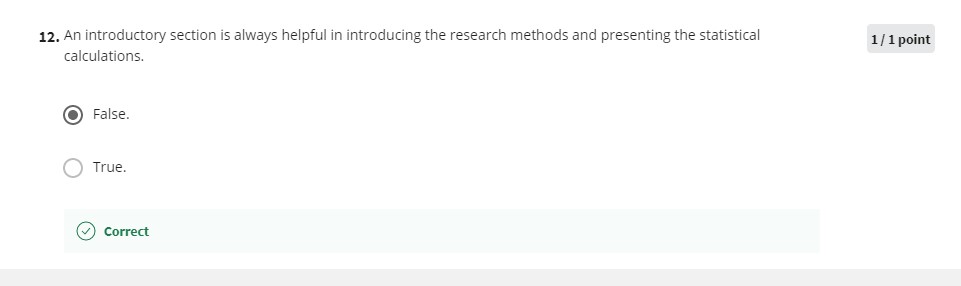 12. An introductory section is always helpful in introducing the research methods and presenting the statistical
calculations.
1 / 1 point
False.
True.
Correct